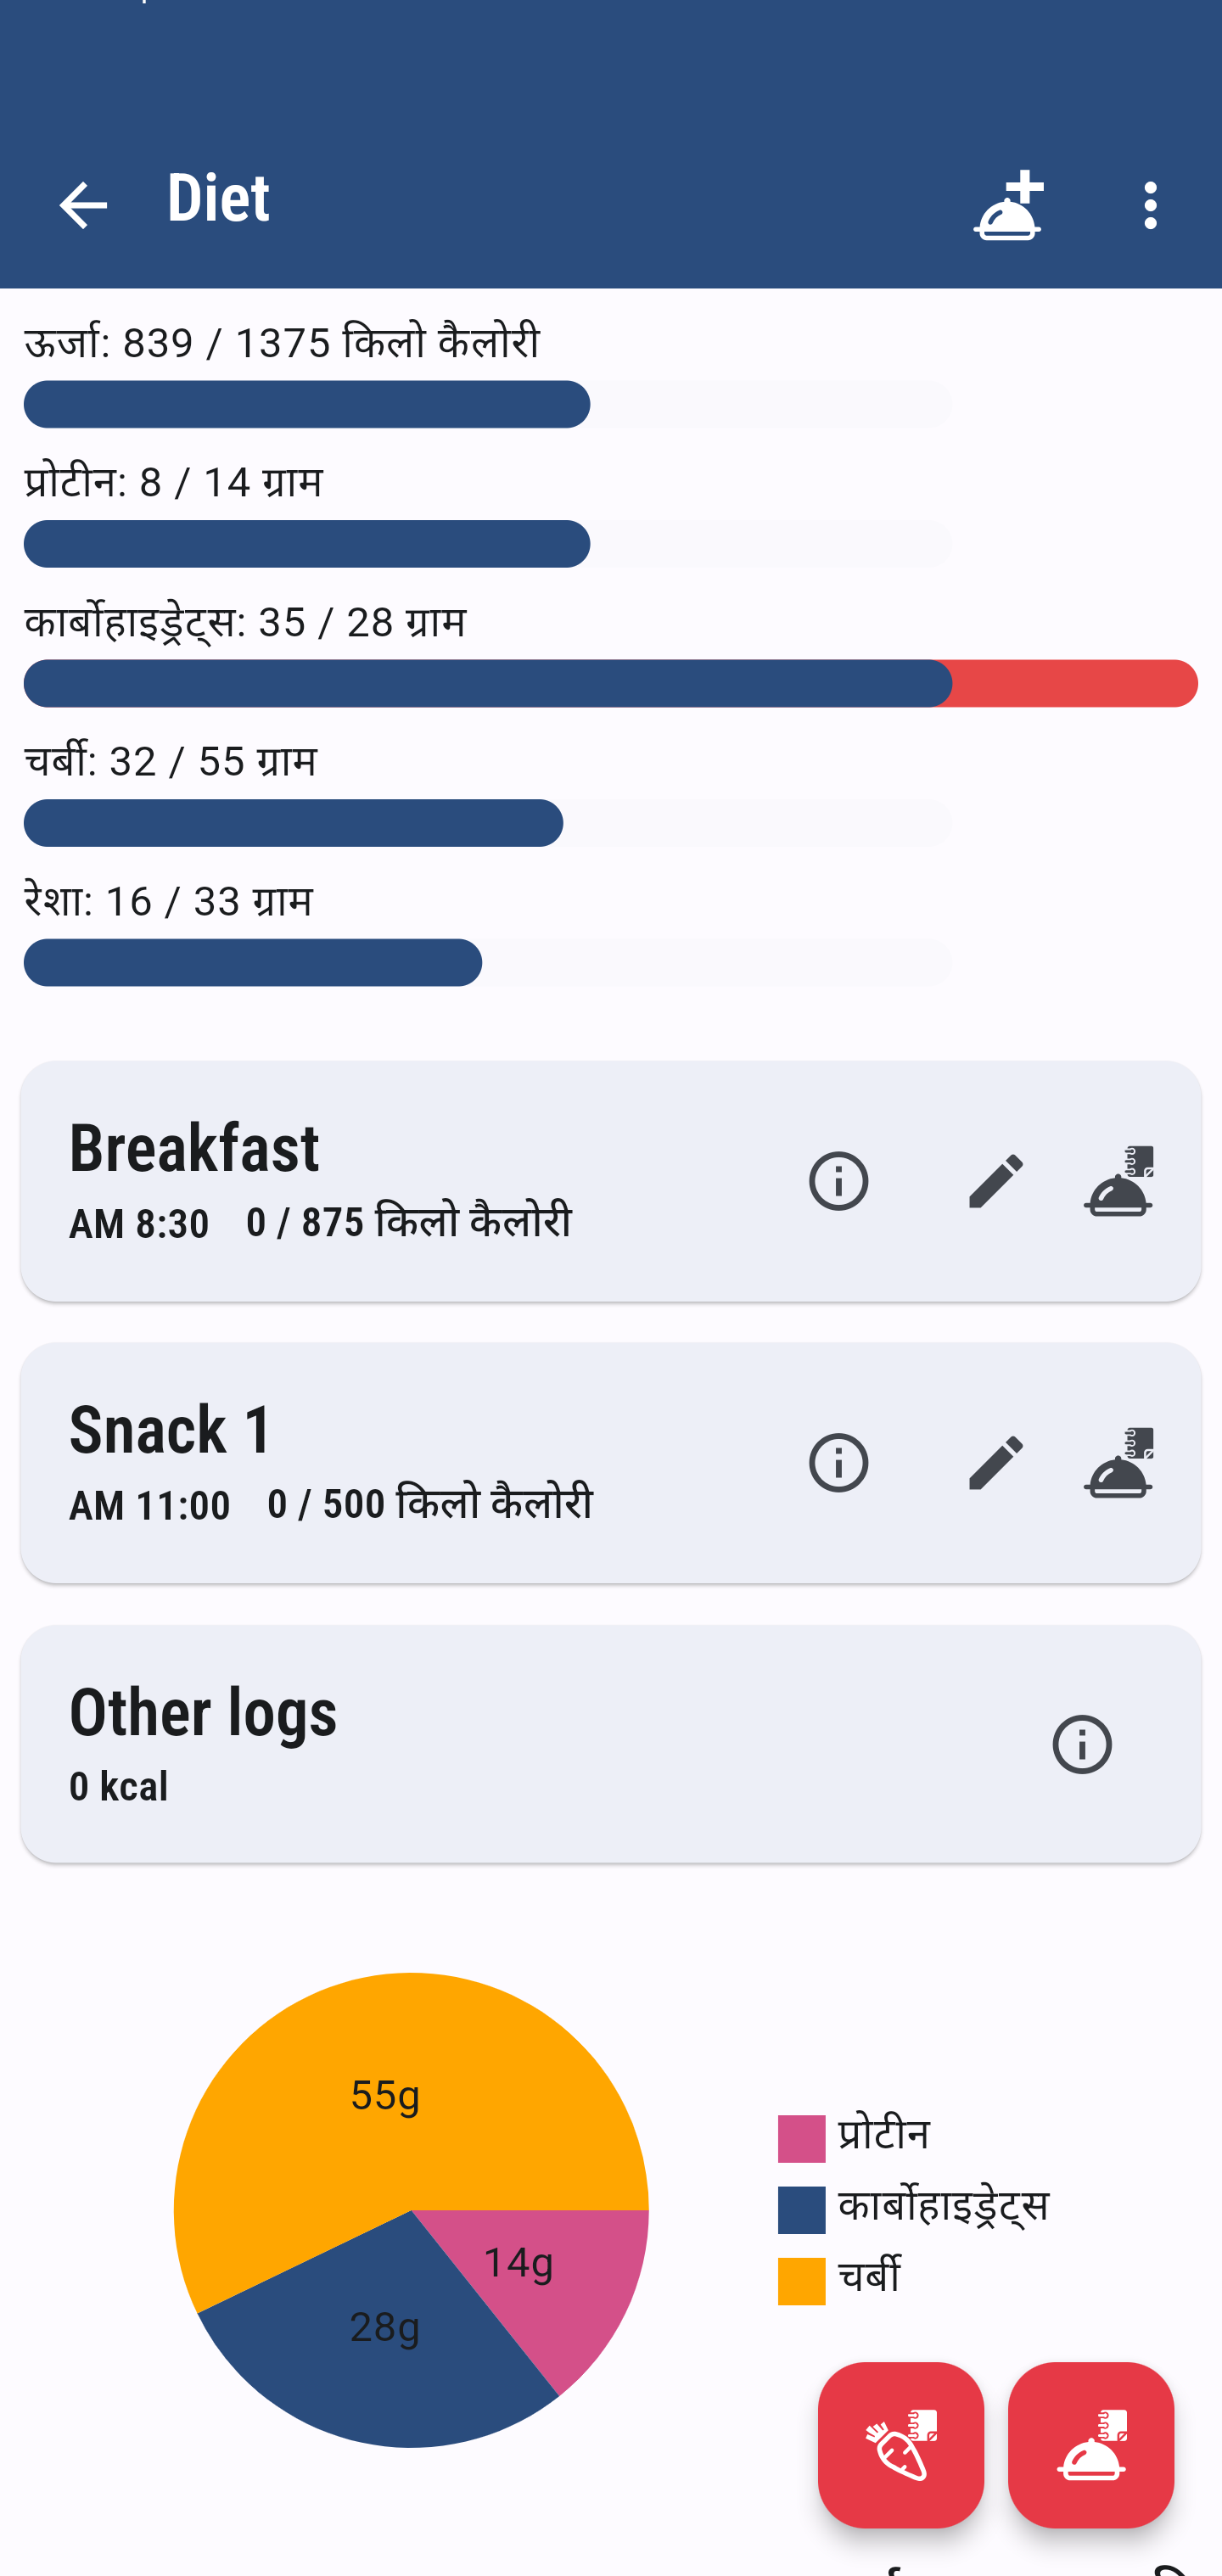 Diet
ऊर्जा: 839 / 1375 किलो कैलोरी
प्रोटीन: 8 / 14 ग्राम
कार्बोहाइड्रेट्स: 35 / 28 ग्राम
चर्बी: 32 / 55 ग्राम
रेशा: 16 / 33 ग्राम
Breakfast
AM 8:30 0 / 875 किलो कैलोरी
Snack 1
AM 11:00 0 / 500 किलो कैलोरी
Other logs
0 kcal
55g
14g
28g
प्रोटीन
कार्बोहाइड्रेट्स
चर्बी